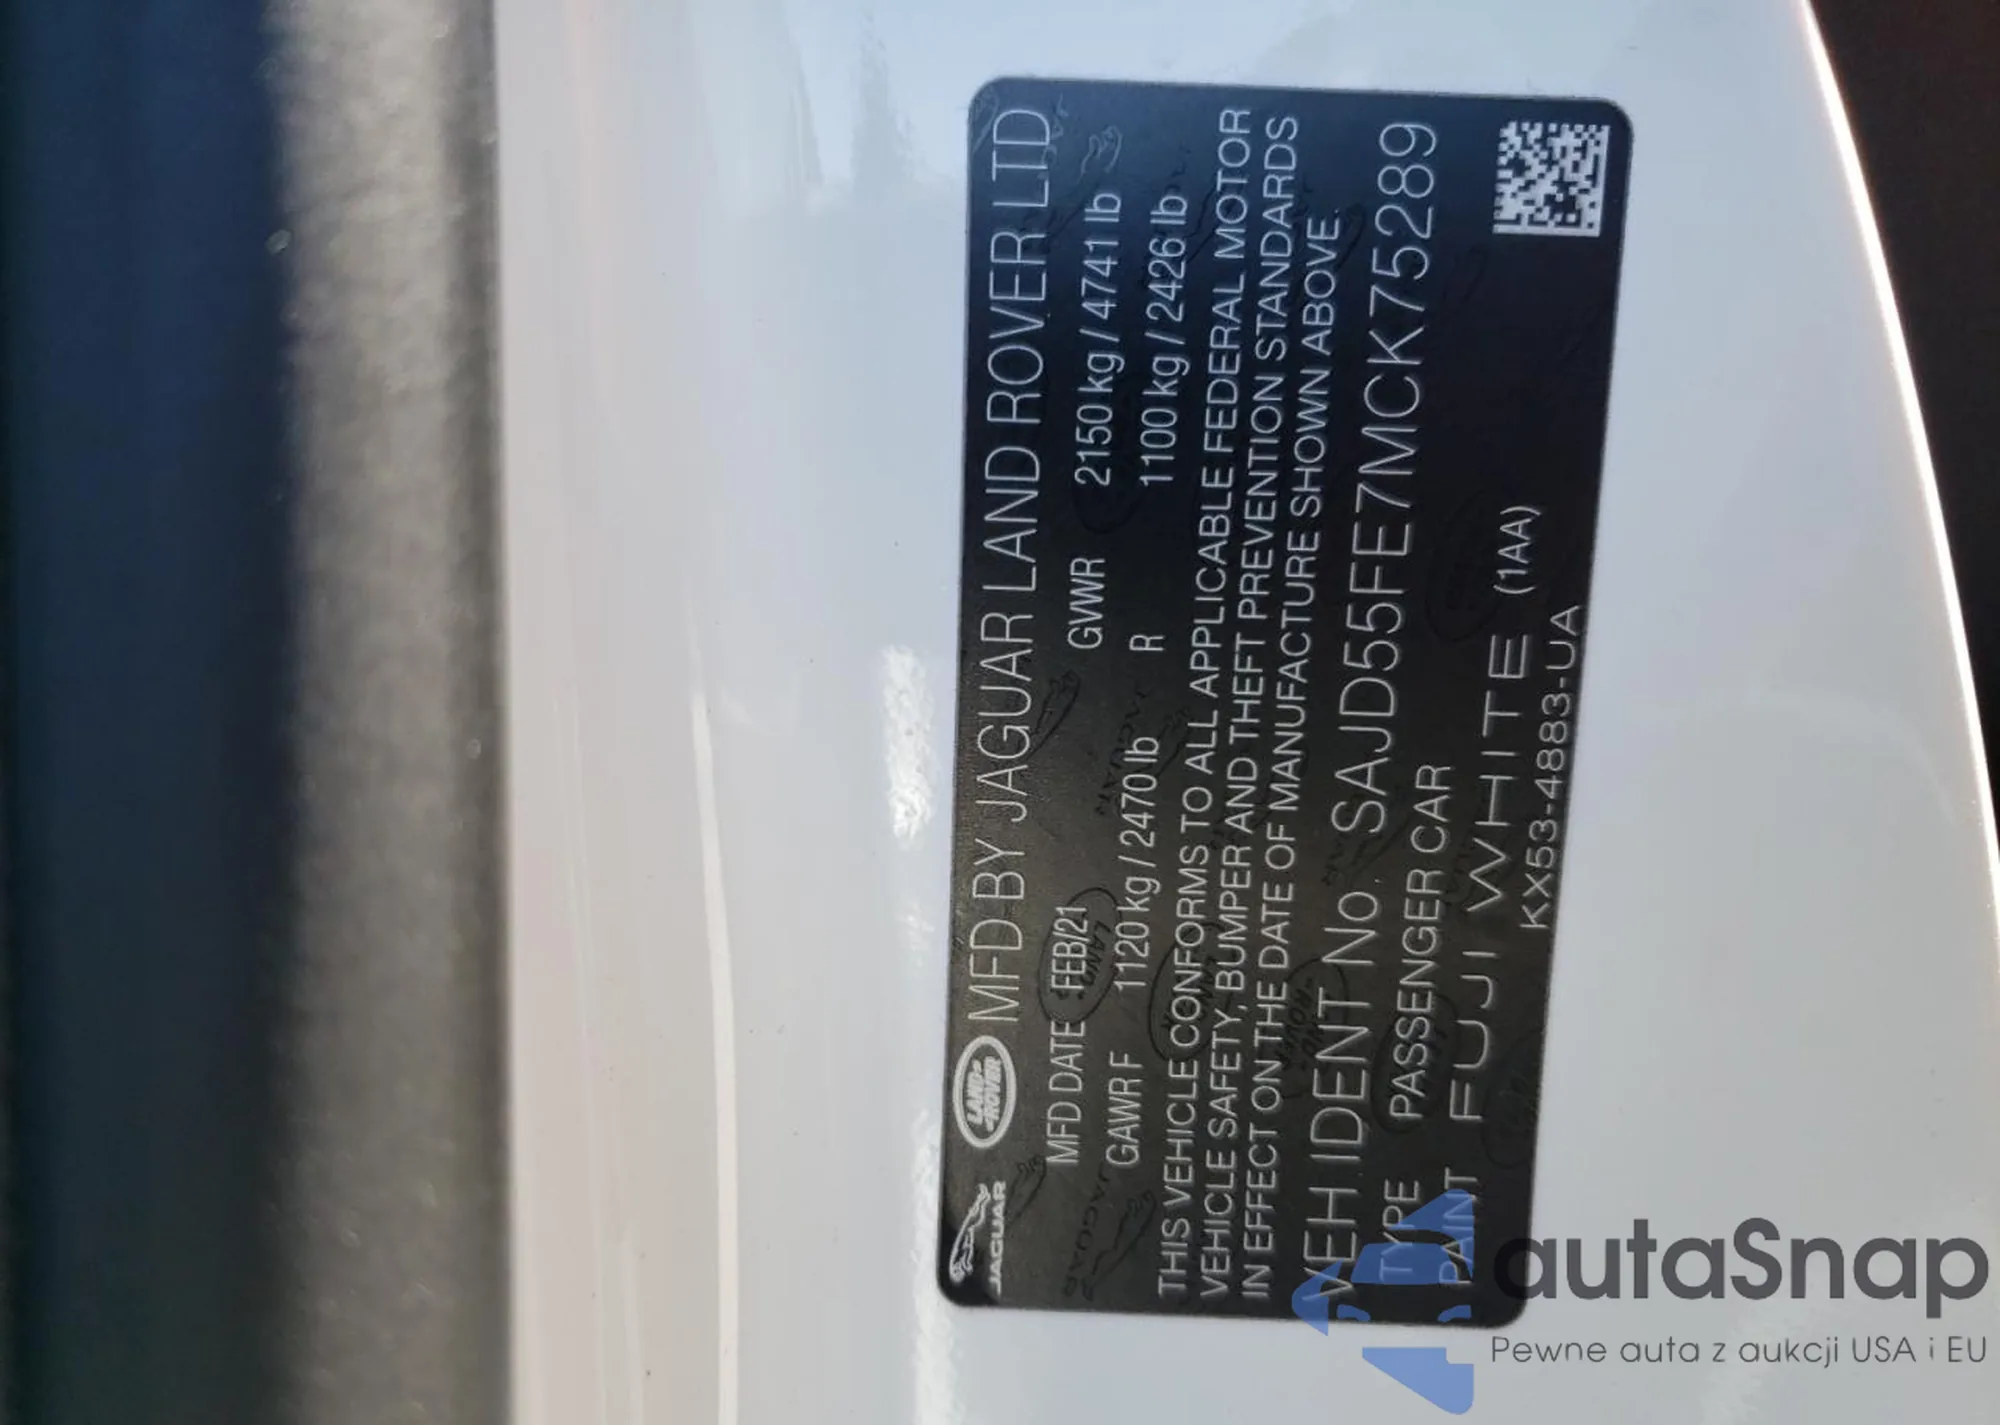 JAGUAR LAND ROVER MFD BY JAGUAR LAND ROVER LTD
MFD DATE FEB/21 GVWR 2150 kg / 4741 lb
GAWR F 1120 kg / 2470 lb R 1100 kg / 2426 lb
THIS VEHICLE CONFORMS TO ALL APPLICABLE FEDERAL MOTOR
VEHICLE SAFETY, BUMPER AND THEFT PREVENTION STANDARDS
IN EFFECT ON THE DATE OF MANUFACTURE SHOWN ABOVE.
VEH IDENT No. SAJD55FE7MCK75289
TYPE PASSENGER CAR
PAINT FUJI WHITE (1AA)
KX53-4883-UA
autaSnap
Pewne auta z aukcji USA i EU